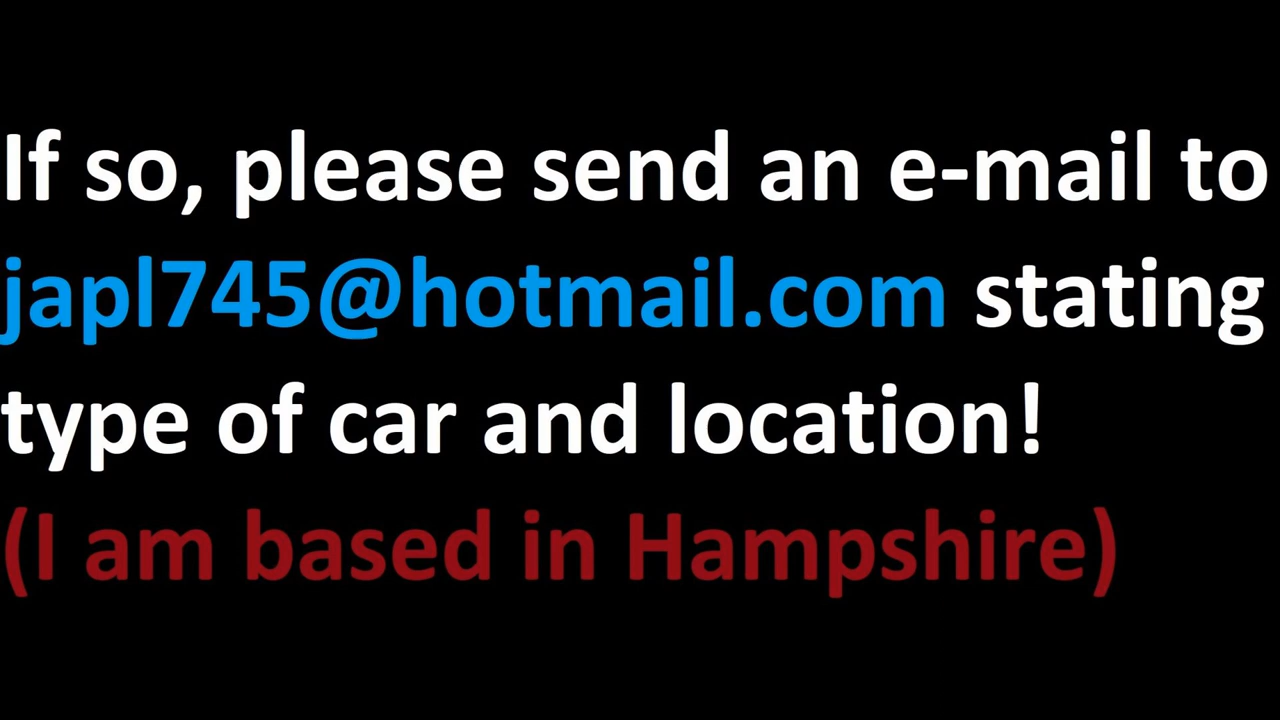 If so, please send an e-mail to
japl745@hotmail.com stating
type of car and location!
(I am based in Hampshire)